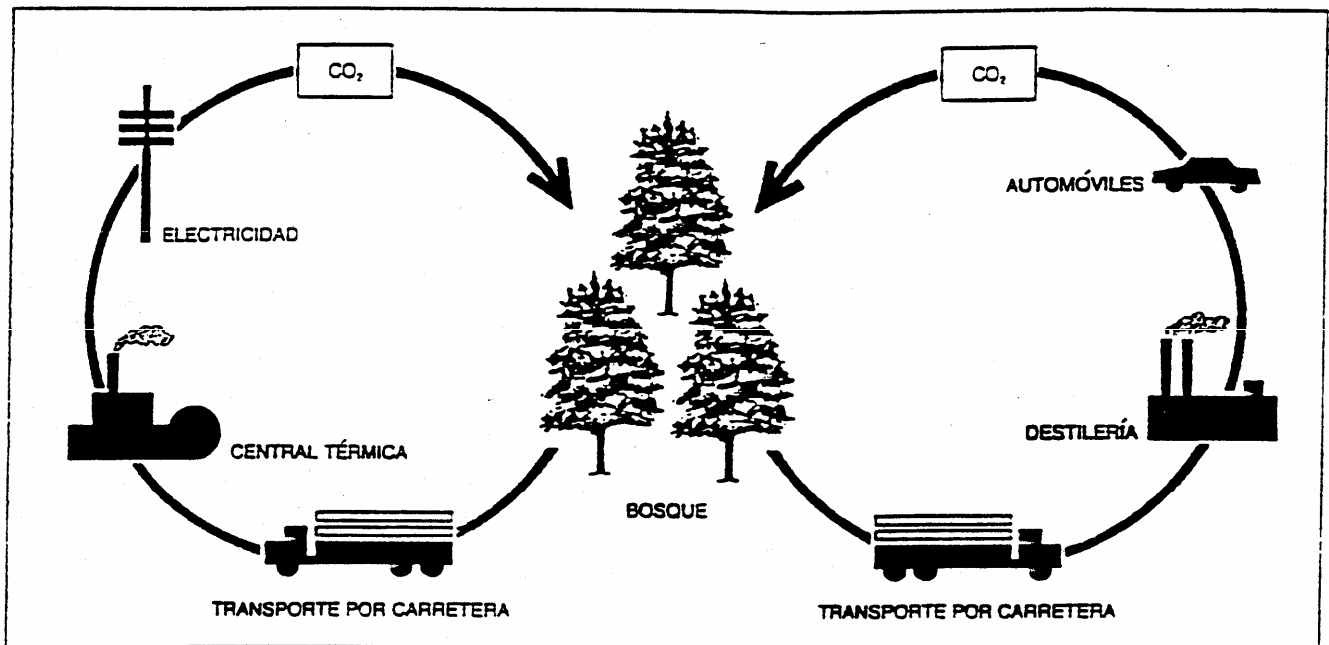 CO₂
CO₂
AUTOMÓVILES
ELECTRICIDAD
DESTILERÍA
CENTRAL TÉRMICA
BOSQUE
TRANSPORTE POR CARRETERA
TRANSPORTE POR CARRETERA